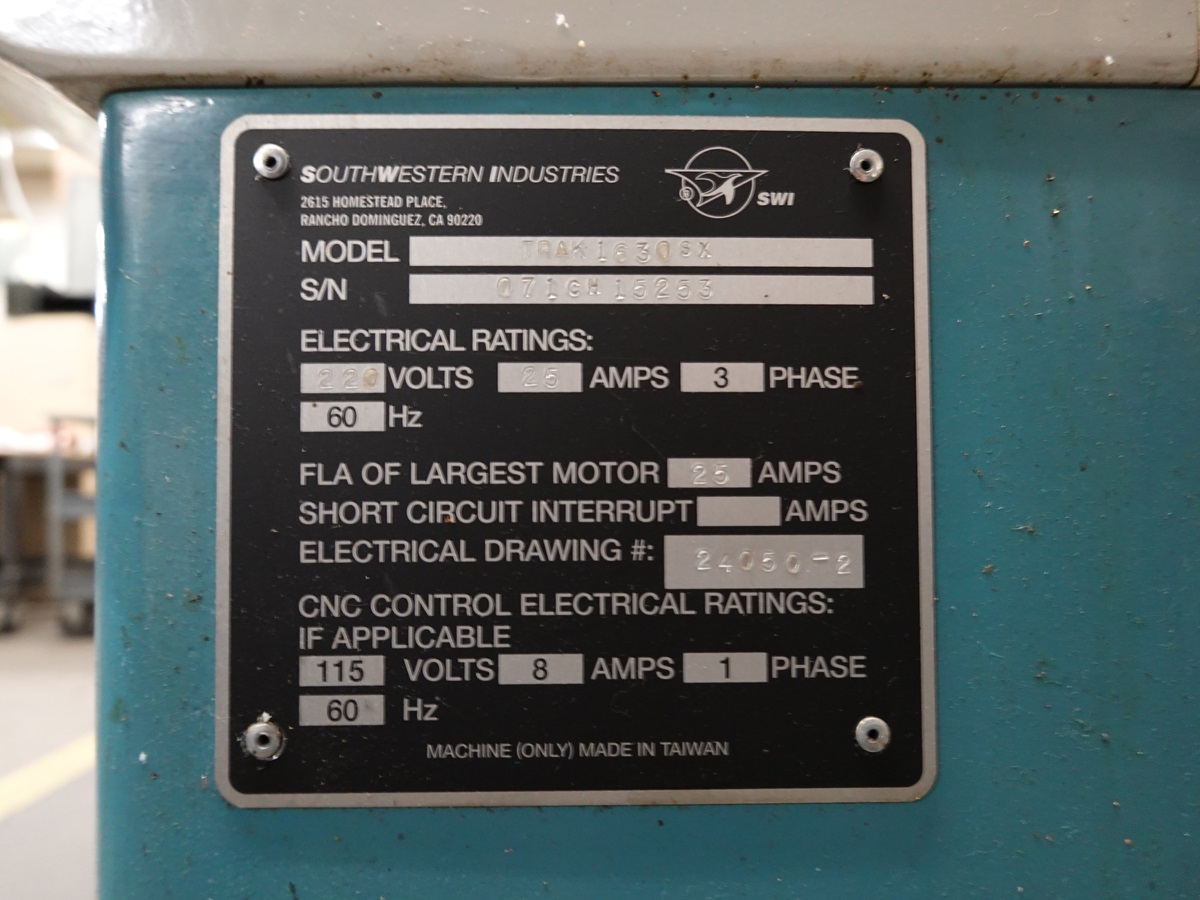 SOUTHWESTERN INDUSTRIES
2615 HOMESTEAD PLACE,
RANCHO DOMINGUEZ, CA 90220
® SWI
MODEL TRAK1630SX
S/N 071CH15253
ELECTRICAL RATINGS:
220 VOLTS 25 AMPS 3 PHASE
60 Hz
FLA OF LARGEST MOTOR 25 AMPS
SHORT CIRCUIT INTERRUPT AMPS
ELECTRICAL DRAWING #: 24050-2
CNC CONTROL ELECTRICAL RATINGS:
IF APPLICABLE
115 VOLTS 8 AMPS 1 PHASE
60 Hz
MACHINE (ONLY) MADE IN TAIWAN